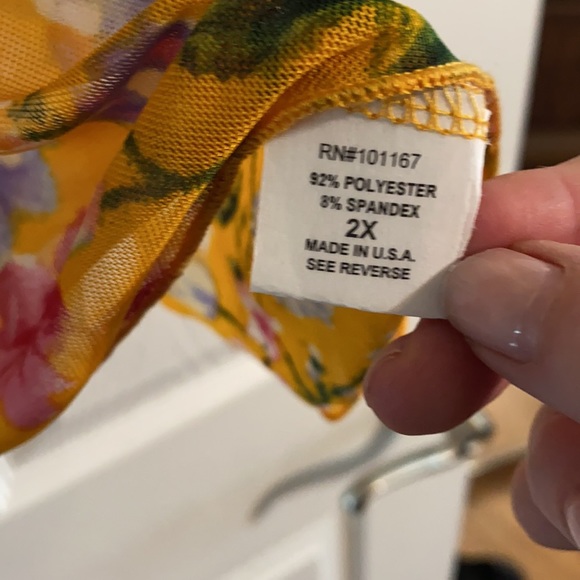 RN#101167
92% POLYESTER
8% SPANDEX
2X
MADE IN U.S.A.
SEE REVERSE